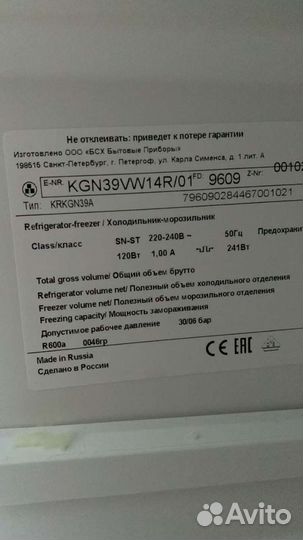 Не отклеивать: приведет к потере гарантии
Изготовлено ООО «БСХ Бытовые Приборы»
198515 Санкт-Петербург, г. Петергоф, ул. Карла Сименса, д. 1 лит. А
E-NR. KGN39VW14R/01 FD. 9609 Z-Nr: 00102
Тип: KRKGN39A 796090284467001021
Refrigerator-freezer / Холодильник-морозильник
Class/класс SN-ST 220-240В ~ 50Гц Предохранит
120Вт 1,00 А 241Вт
Total gross volume/ Общий объем брутто
Refrigerator volume net/ Полезный объем холодильного отделения
Freezer volume net/ Полезный объем морозильного отделения
Freezing capacity/ Мощность замораживания
Допустимое рабочее давление 30/06 бар
R600a 0046гр
Made in Russia
Сделано в России
CE EAC
Avito